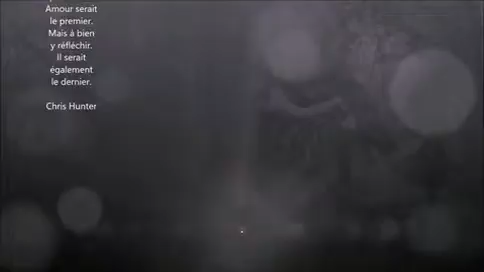 Amour serait
le premier.
Mais à bien
y réfléchir.
Il serait
également
le dernier.
Chris Hunter